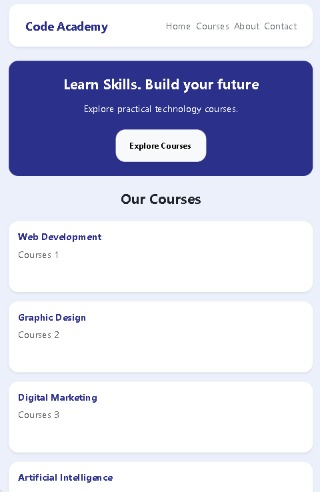 Code Academy
Home Courses About Contact
Learn Skills. Build your future
Explore practical technology courses.
Explore Courses
Our Courses
Web Development
Courses 1
Graphic Design
Courses 2
Digital Marketing
Courses 3
Artificial Intelligence